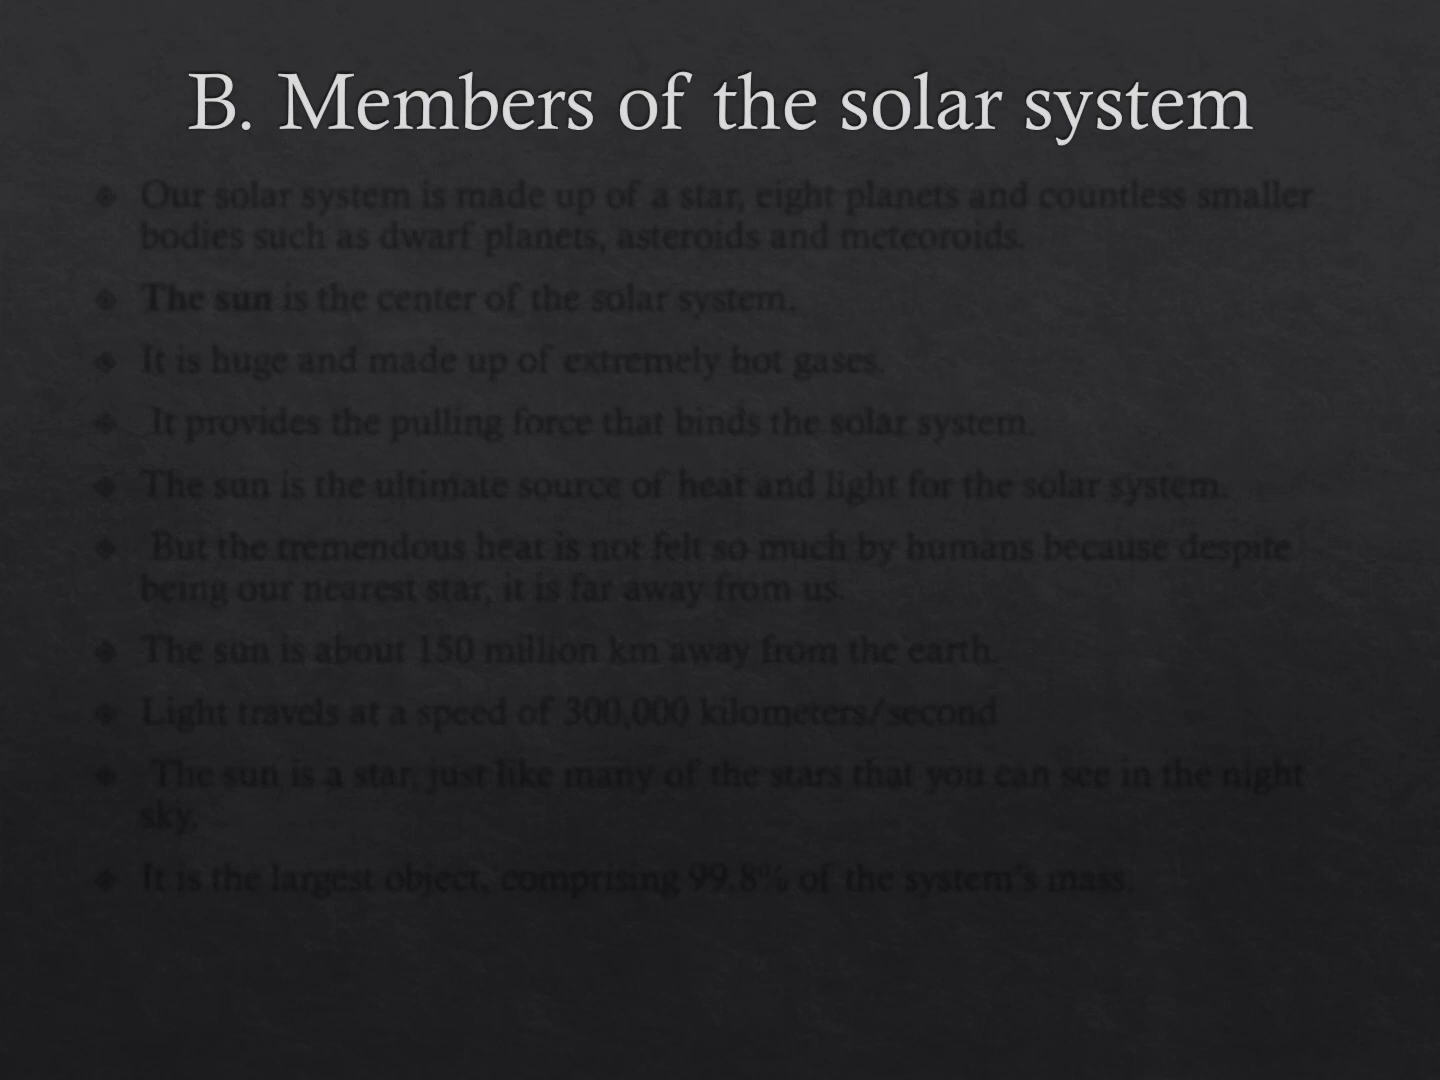 B. Members of the solar system
Our solar system is made up of a star, eight planets and countless smaller
bodies such as dwarf planets, asteroids and meteoroids.
The sun is the center of the solar system.
It is huge and made up of extremely hot gases.
It provides the pulling force that binds the solar system.
The sun is the ultimate source of heat and light for the solar system.
But the tremendous heat is not felt so much by humans because despite
being our nearest star, it is far away from us.
The sun is about 150 million km away from the earth.
Light travels at a speed of 300,000 kilometers/second
The sun is a star, just like many of the stars that you can see in the night
sky.
It is the largest object, comprising 99.8% of the system’s mass.